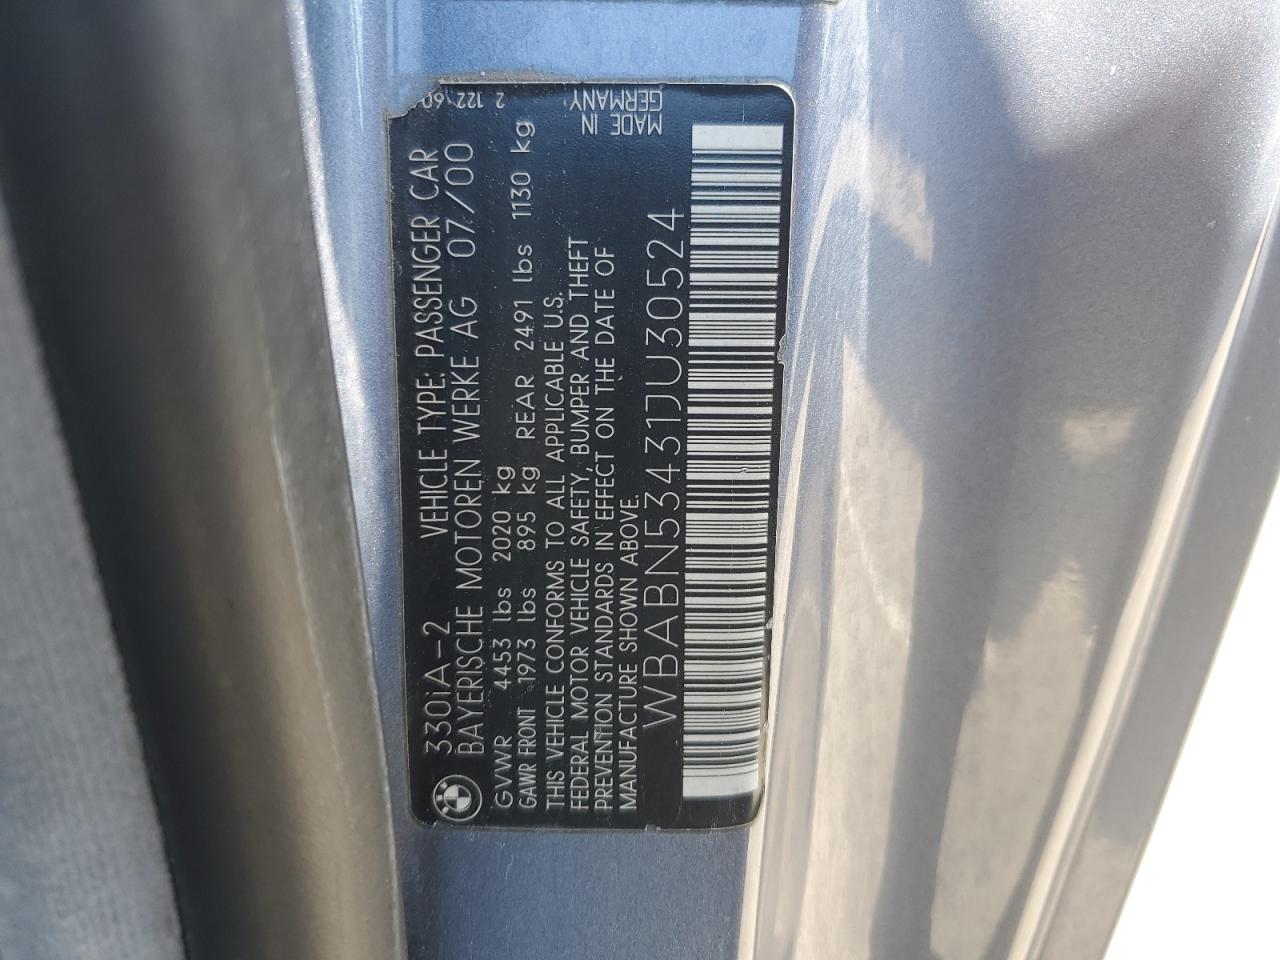 330iA-2 VEHICLE TYPE: PASSENGER CAR
BAYERISCHE MOTOREN WERKE AG 07/00
GVWR 4453 lbs 2020 kg
GAWR FRONT 1973 lbs 895 kg REAR 2491 lbs 1130 kg
THIS VEHICLE CONFORMS TO ALL APPLICABLE U.S.
FEDERAL MOTOR VEHICLE SAFETY, BUMPER AND THEFT
PREVENTION STANDARDS IN EFFECT ON THE DATE OF
MANUFACTURE SHOWN ABOVE.
WBABN53431JU30524
MADE IN
GERMANY
2 122